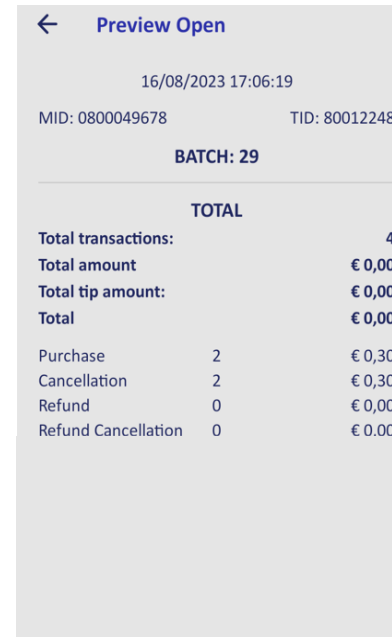 ← Preview Open
16/08/2023 17:06:19
MID: 0800049678 TID: 80012248
BATCH: 29
TOTAL
Total transactions: 4
Total amount € 0,00
Total tip amount: € 0,00
Total € 0,00
Purchase 2 € 0,30
Cancellation 2 € 0,30
Refund 0 € 0,00
Refund Cancellation 0 € 0.00